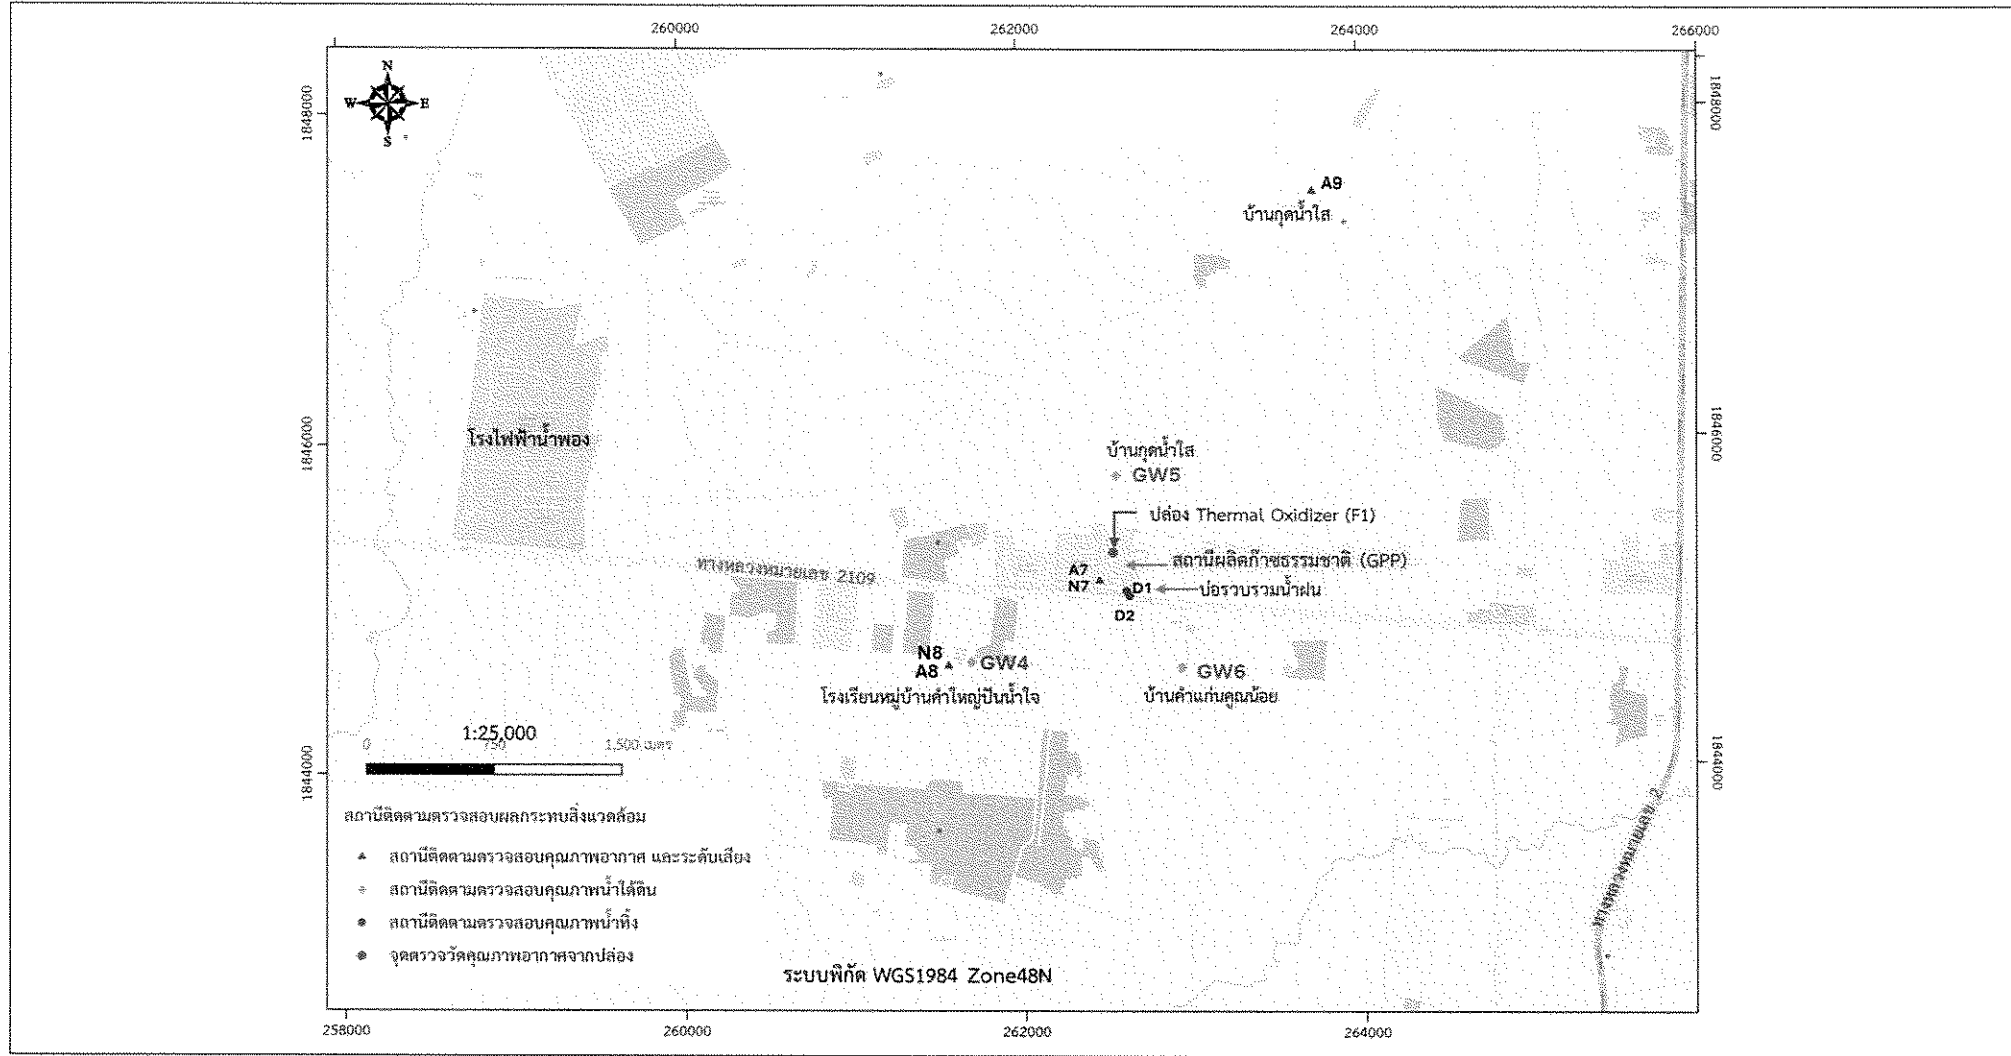 260000
262000
264000
266000
N
W
E
S
1848000
1848000
A9
บ้านกุดน้ำใส
โรงไฟฟ้าน้ำพอง
1846000
1846000
บ้านกุดน้ำใส
GW5
ปล่อง Thermal Oxidizer (F1)
สถานีผลิตก๊าซธรรมชาติ (GPP)
ทางหลวงหมายเลข 2109
A7
N7
D1
บ่อรวบรวมน้ำฝน
D2
N8
A8
GW4
GW6
โรงเรียนหมู่บ้านคำใหญ่ปันน้ำใจ
บ้านคำแก่นคูณน้อย
1:25,000
0 750 1,500 เมตร
1844000
1844000
สถานีติดตามตรวจสอบผลกระทบสิ่งแวดล้อม
สถานีติดตามตรวจสอบคุณภาพอากาศ และระดับเสียง
สถานีติดตามตรวจสอบคุณภาพน้ำใต้ดิน
สถานีติดตามตรวจสอบคุณภาพน้ำทิ้ง
จุดตรวจวัดคุณภาพอากาศจากปล่อง
ทางหลวงหมายเลข 2
ระบบพิกัด WGS1984 Zone48N
258000
260000
262000
264000